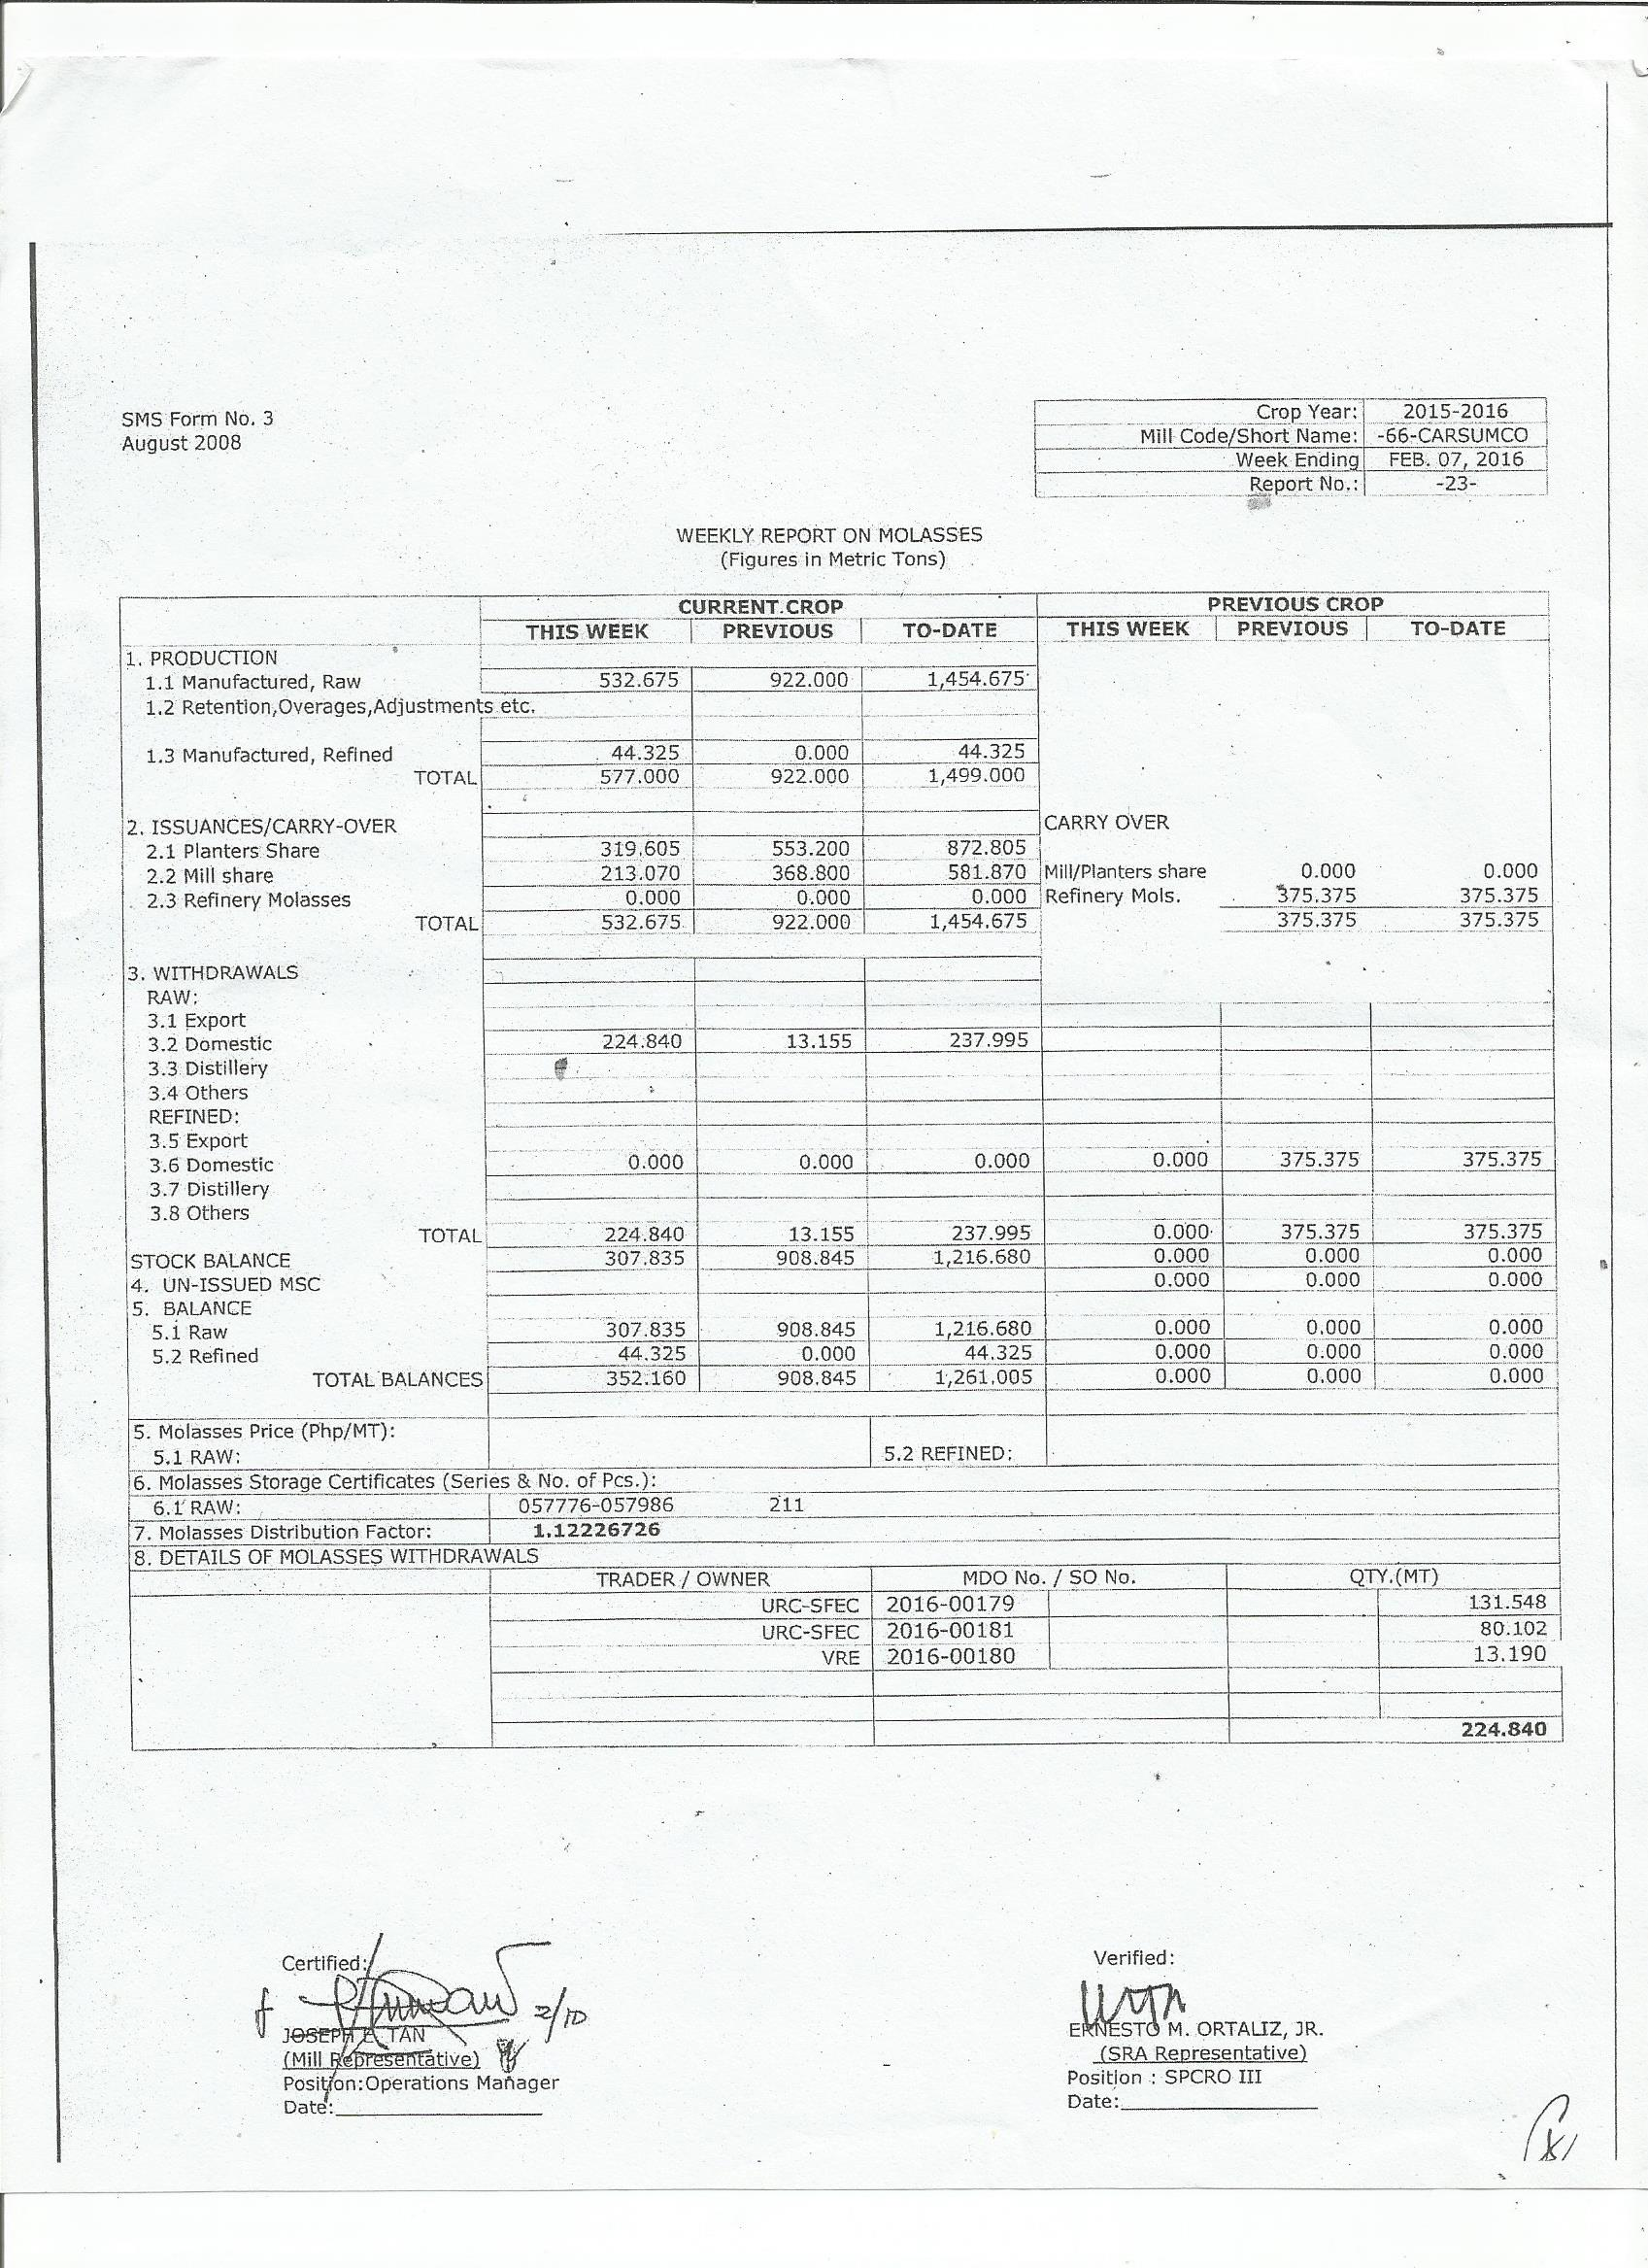 SMS Form No. 3
August 2008
Crop Year: 2015-2016
Mill Code/Short Name: -66-CARSUMCO
Week Ending FEB. 07, 2016
Report No.: -23-
WEEKLY REPORT ON MOLASSES
(Figures in Metric Tons)
CURRENT CROP PREVIOUS CROP
THIS WEEK PREVIOUS TO-DATE THIS WEEK PREVIOUS TO-DATE
1. PRODUCTION
1.1 Manufactured, Raw 532.675 922.000 1,454.675
1.2 Retention,Overages,Adjustments etc.
1.3 Manufactured, Refined 44.325 0.000 44.325
TOTAL 577.000 922.000 1,499.000
2. ISSUANCES/CARRY-OVER CARRY OVER
2.1 Planters Share 319.605 553.200 872.805
2.2 Mill share 213.070 368.800 581.870 Mill/Planters share 0.000 0.000
2.3 Refinery Molasses 0.000 0.000 0.000 Refinery Mols. 375.375 375.375
TOTAL 532.675 922.000 1,454.675 375.375 375.375
3. WITHDRAWALS
RAW:
3.1 Export
3.2 Domestic 224.840 13.155 237.995
3.3 Distillery
3.4 Others
REFINED:
3.5 Export
3.6 Domestic 0.000 0.000 0.000 0.000 375.375 375.375
3.7 Distillery
3.8 Others
TOTAL 224.840 13.155 237.995 0.000 375.375 375.375
STOCK BALANCE 307.835 908.845 1,216.680 0.000 0.000 0.000
4. UN-ISSUED MSC 0.000 0.000 0.000
5. BALANCE
5.1 Raw 307.835 908.845 1,216.680 0.000 0.000 0.000
5.2 Refined 44.325 0.000 44.325 0.000 0.000 0.000
TOTAL BALANCES 352.160 908.845 1,261.005 0.000 0.000 0.000
5. Molasses Price (Php/MT):
5.1 RAW: 5.2 REFINED:
6. Molasses Storage Certificates (Series & No. of Pcs.):
6.1 RAW: 057776-057986 211
7. Molasses Distribution Factor: 1.12226726
8. DETAILS OF MOLASSES WITHDRAWALS
TRADER / OWNER MDO No. / SO No. QTY.(MT)
URC-SFEC 2016-00179 131.548
URC-SFEC 2016-00181 80.102
VRE 2016-00180 13.190
224.840
Certified: Verified:
2/10
JOSEPH E. TAN ERNESTO M. ORTALIZ, JR.
(Mill Representative) (SRA Representative)
Position:Operations Manager Position : SPCRO III
Date: Date: